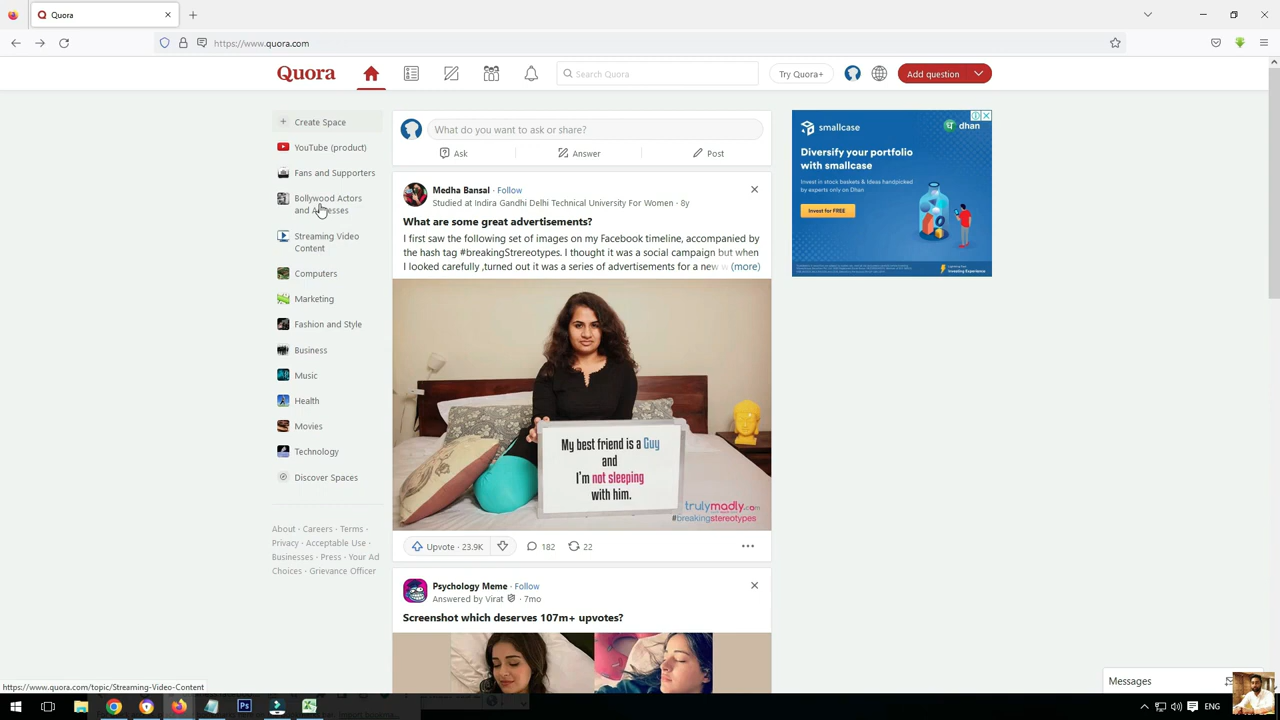 Quora
https://www.quora.com
Quora
Search Quora
Try Quora+
Add question
Create Space
YouTube (product)
Fans and Supporters
Bollywood Actors
Streaming Video
Content
Computers
Marketing
Fashion and Style
Business
Music
Health
Movies
Technology
Discover Spaces
About · Careers · Terms ·
Privacy · Acceptable Use ·
Businesses · Press · Your Ad
Choices · Grievance Officer
What do you want to ask or share?
Ask
Answer
Post
Medha Bansal · Follow
Studied at Indira Gandhi Delhi Technical University For Women · 8y
What are some great advertisements?
I first saw the following set of images on my Facebook timeline, accompanied by
the hash tag #breakingStereotypes. I thought it was a social campaign but when
I looked carefully ,turned out it was a series of advertisements for a new (more)
My best friend is a Guy
and
I'm not sleeping
with him.
trulymadly.com
#breakingstereotypes
Upvote · 23.9K
182
22
Psychology Meme · Follow
Answered by Virat · 7mo
Screenshot which deserves 107m+ upvotes?
smallcase
dhan
Diversify your portfolio
with smallcase
Invest in stock baskets & Ideas handpicked
by experts only on Dhan
Invest for FREE
Investing Experience
Messages
https://www.quora.com/topic/Streaming-Video-Content
ENG